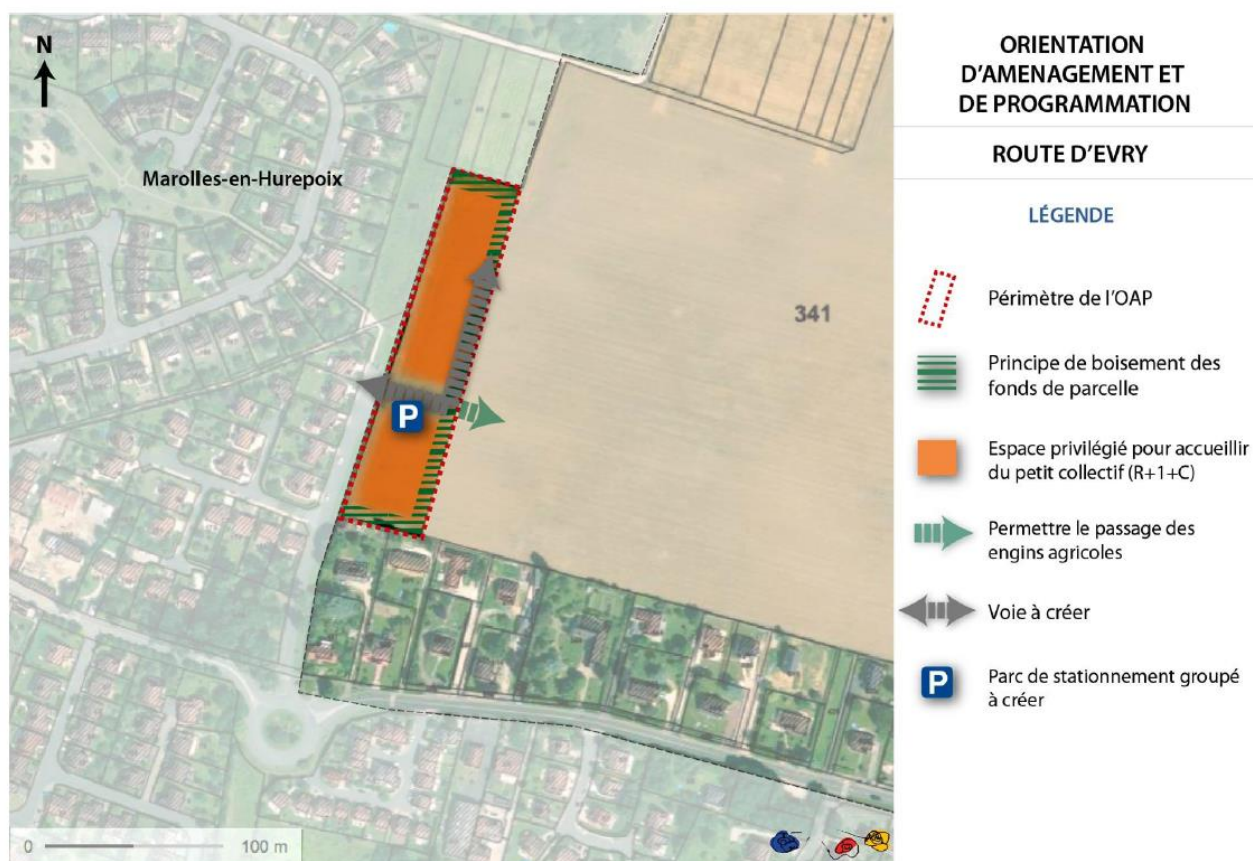 N
Marolles-en-Hurepoix
341
P
0 100 m
ORIENTATION
D'AMENAGEMENT ET
DE PROGRAMMATION
ROUTE D'EVRY
LÉGENDE
Périmètre de l'OAP
Principe de boisement des
fonds de parcelle
Espace privilégié pour accueillir
du petit collectif (R+1+C)
Permettre le passage des
engins agricoles
Voie à créer
P
Parc de stationnement groupé
à créer